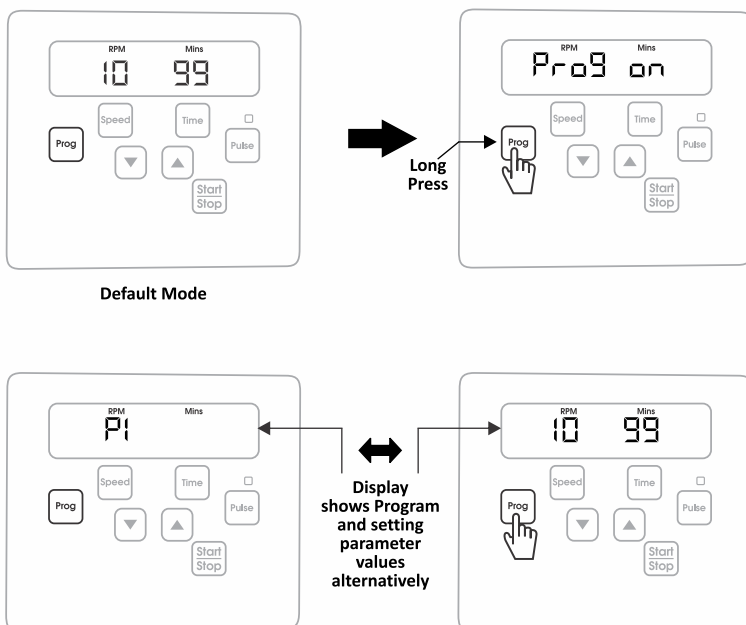 RPM Mins
10 99
Speed Time
Prog
Pulse
Start
Stop
Default Mode
RPM Mins
Prog on
Speed Time
Prog
Pulse
Long
Press
Start
Stop
RPM Mins
P1
Speed Time
Prog
Pulse
Start
Stop
Display
shows Program
and setting
parameter
values
alternatively
RPM Mins
10 99
Speed Time
Prog
Pulse
Start
Stop